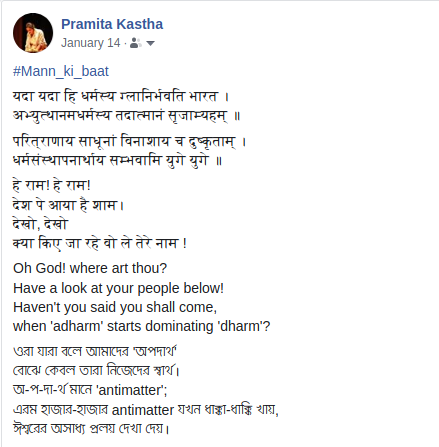 Pramita Kastha
January 14 ·
#Mann_ki_baat
यदा यदा हि धर्मस्य ग्लानिर्भवति भारत ।
अभ्युत्थानमधर्मस्य तदात्मानं सृजाम्यहम् ॥
परित्राणाय साधूनां विनाशाय च दुष्कृताम् ।
धर्मसंस्थापनार्थाय सम्भवामि युगे युगे ॥
हे राम! हे राम!
देश पे आया है शाम।
देखो, देखो
क्या किए जा रहे वो ले तेरे नाम !
Oh God! where art thou?
Have a look at your people below!
Haven't you said you shall come,
when 'adharm' starts dominating 'dharm'?
ওরা যারা বলে আমাদের 'অপদার্থ'
বোঝে কেবল তারা নিজেদের স্বার্থ।
অ-প-দা-র্থ মানে 'antimatter';
এরম হাজার-হাজার antimatter যখন ধাক্কা-ধাক্কি খায়,
ঈশ্বরের অসাধ্য প্রলয় দেখা দেয়।